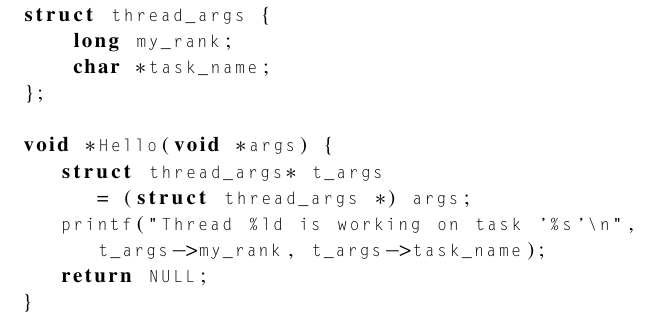 struct thread_args {
    long my_rank;
    char *task_name;
};

void *Hello(void *args) {
    struct thread_args* t_args
        = (struct thread_args *) args;
    printf("Thread %ld is working on task '%s'\n",
        t_args->my_rank, t_args->task_name);
    return NULL;
}